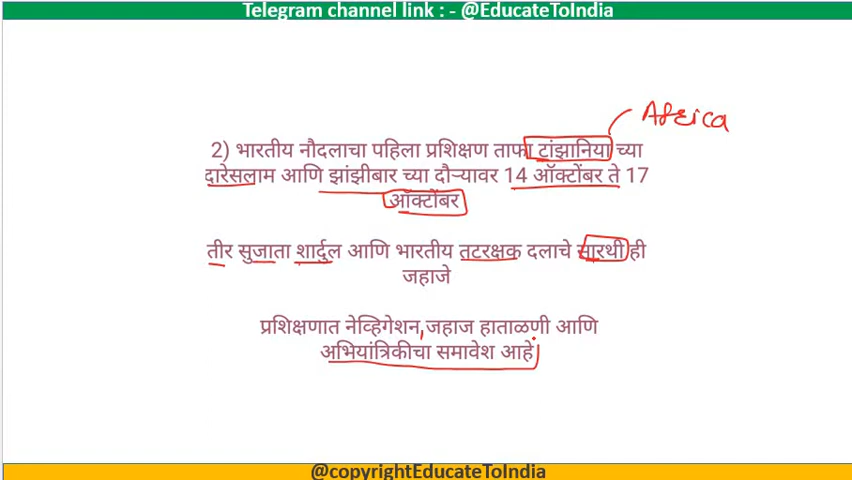 Telegram channel link : - @EducateToIndia
Africa
2) भारतीय नौदलाचा पहिला प्रशिक्षण ताफा टांझानिया च्या
दारेसलाम आणि झांझीबार च्या दौऱ्यावर 14 ऑक्टोंबर ते 17
ऑक्टोंबर
तीर सुजाता शार्दुल आणि भारतीय तटरक्षक दलाचे सारथी ही
जहाजे
प्रशिक्षणात नेव्हिगेशन,जहाज हाताळणी आणि
अभियांत्रिकीचा समावेश आहे
@copyrightEducateToIndia